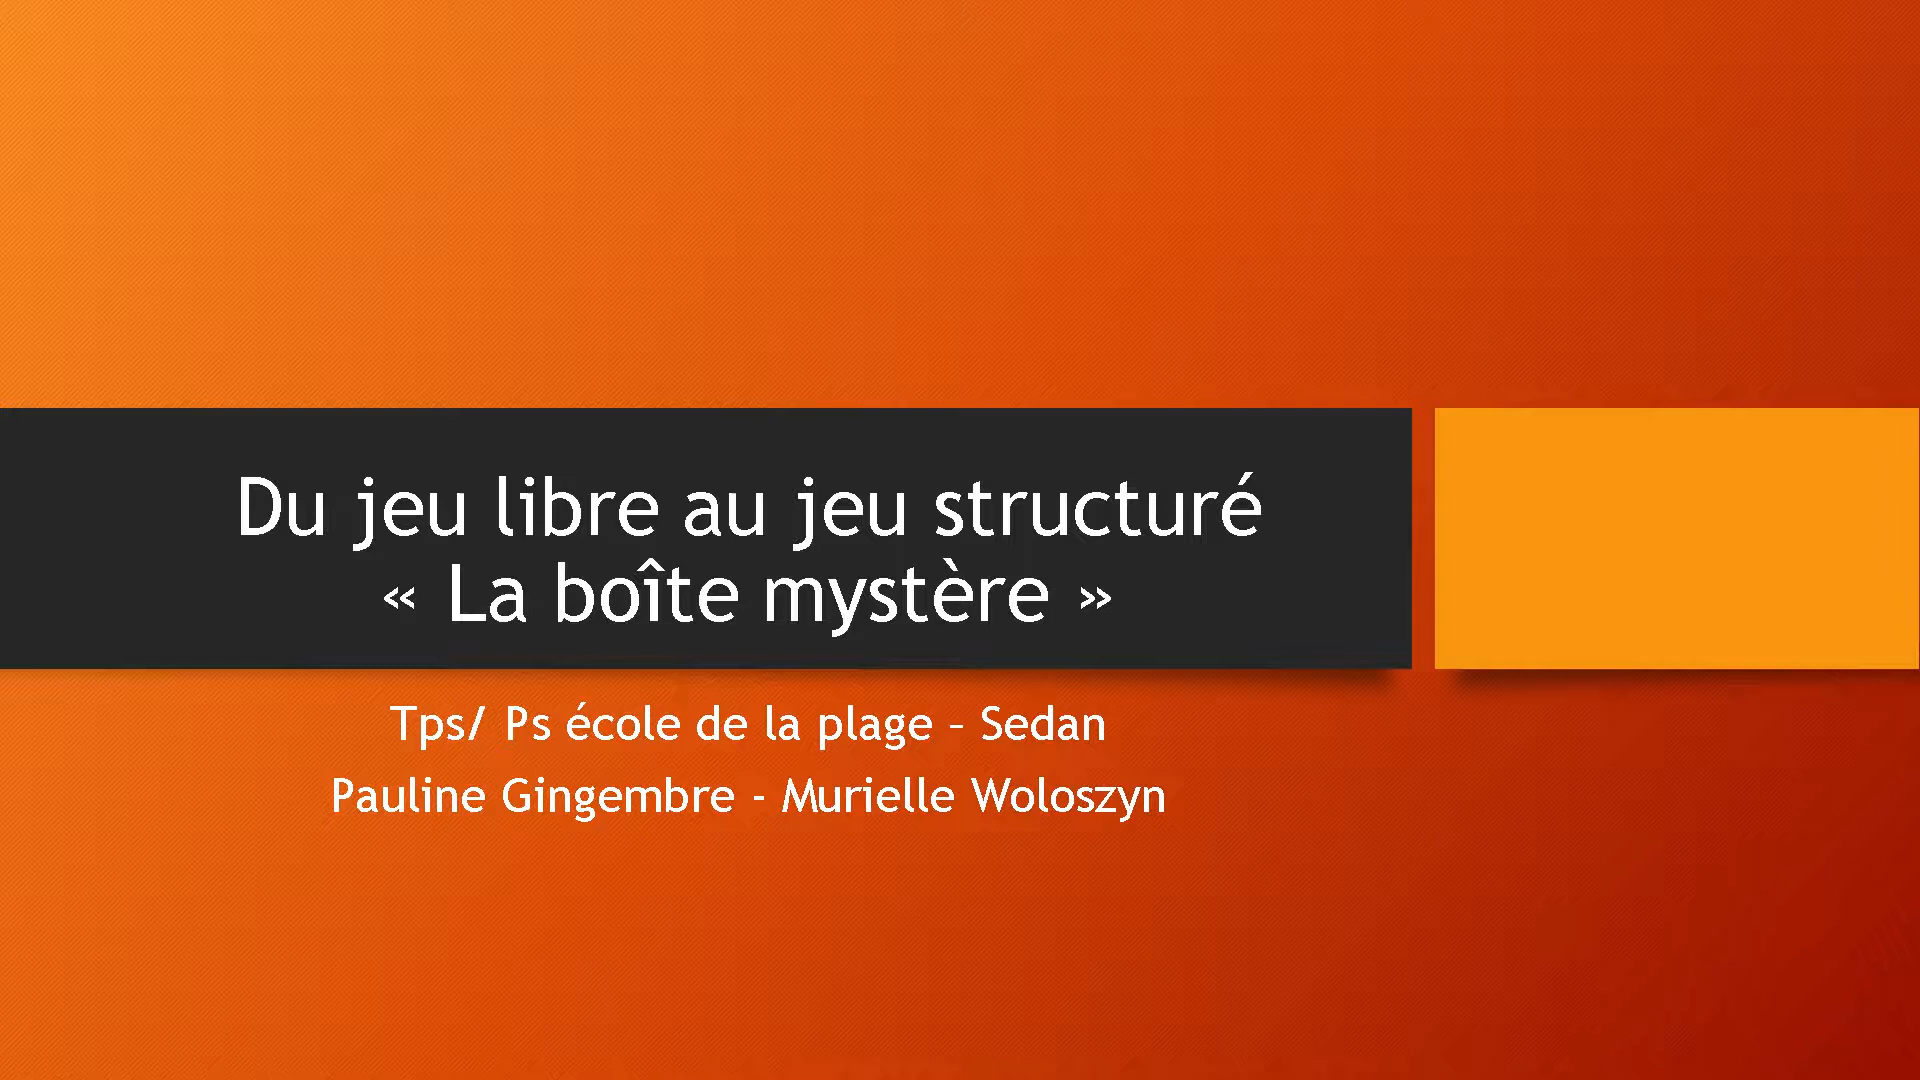 Du jeu libre au jeu structuré
« La boîte mystère »
Tps/ Ps école de la plage – Sedan
Pauline Gingembre - Murielle Woloszyn